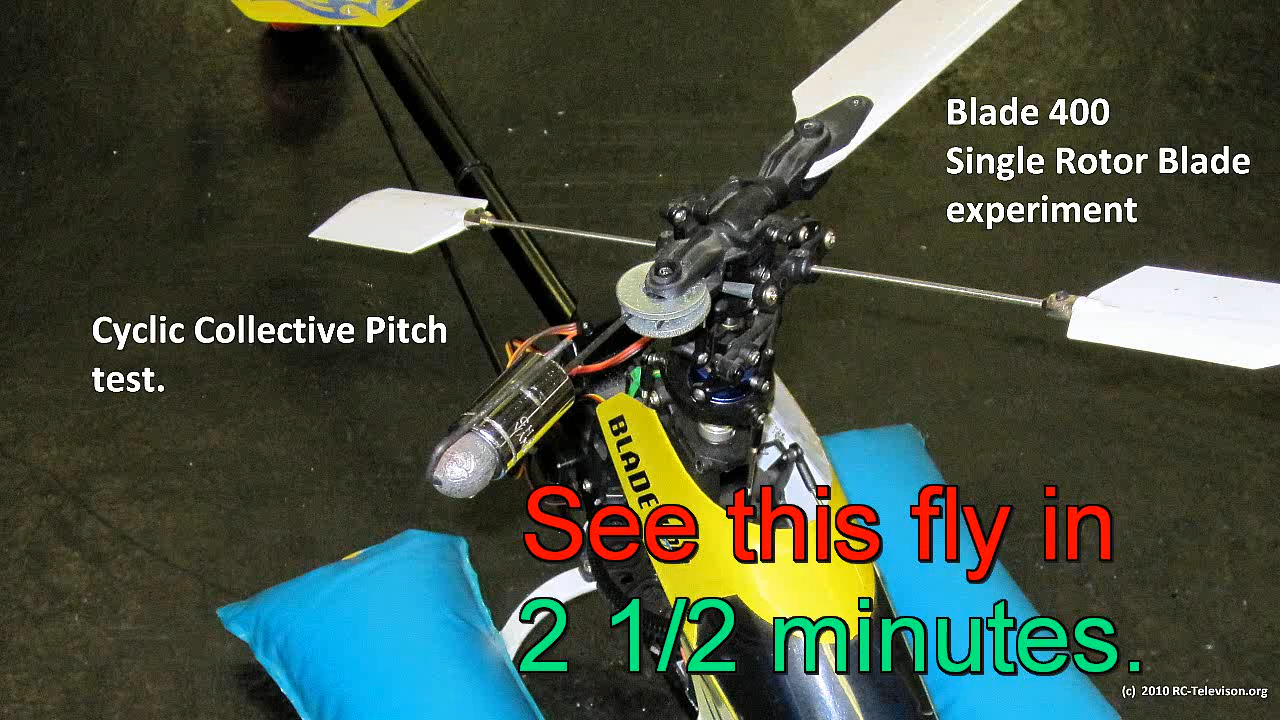 Blade 400
Single Rotor Blade
experiment
Cyclic Collective Pitch
test.
BLADE
See this fly in
2 1/2 minutes.
(c) 2010 RC-Televison.org